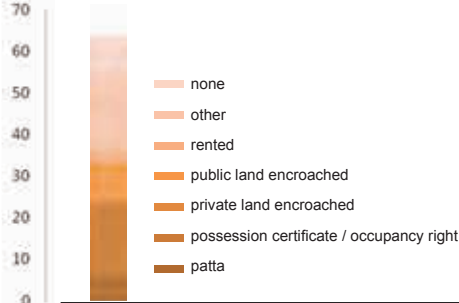 70
60
none
50
other
40
rented
30
public land encroached
private land encroached
20
possession certificate / occupancy right
10
patta
0